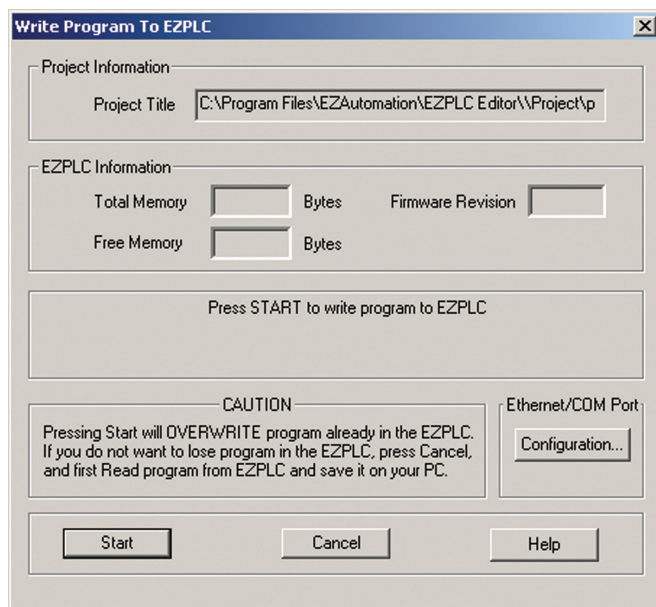 Write Program To EZPLC
Project Information
Project Title C:\Program Files\EZAutomation\EZPLC Editor\\Project\p
EZPLC Information
Total Memory Bytes Firmware Revision
Free Memory Bytes
Press START to write program to EZPLC
CAUTION
Pressing Start will OVERWRITE program already in the EZPLC.
If you do not want to lose program in the EZPLC, press Cancel,
and first Read program from EZPLC and save it on your PC.
Ethernet/COM Port
Configuration...
Start Cancel Help